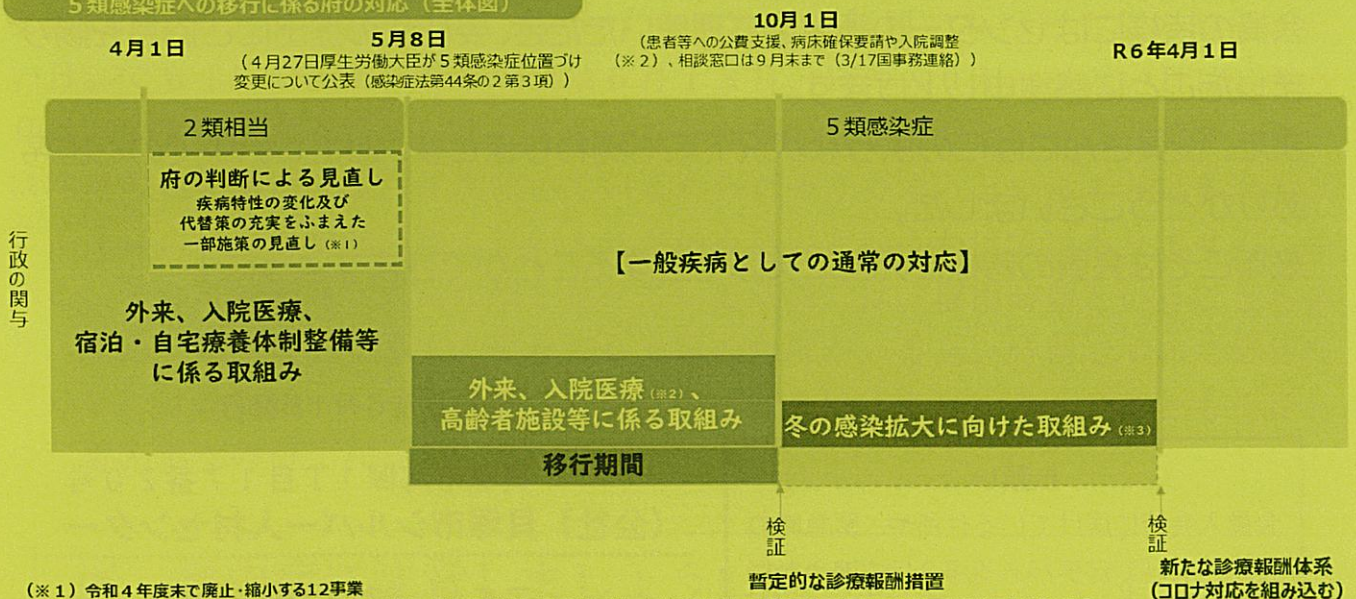 5類感染症への移行に係る府の対応（全体図）
4月1日
5月8日
（4月27日厚生労働大臣が5類感染症位置づけ
変更について公表（感染症法第44条の2第3項））
10月1日
（患者等への公費支援、病床確保要請や入院調整
（※2）、相談窓口は9月末まで（3/17国事務連絡））
R6年4月1日
2類相当
5類感染症
行政の関与
府の判断による見直し
疾病特性の変化及び
代替策の充実をふまえた
一部施策の見直し（※1）
外来、入院医療、
宿泊・自宅療養体制整備等
に係る取組み
【一般疾病としての通常の対応】
外来、入院医療（※2）、
高齢者施設等に係る取組み
冬の感染拡大に向けた取組み（※3）
移行期間
検証
検証
暫定的な診療報酬措置
新たな診療報酬体系
（コロナ対応を組み込む）
（※1）令和4年度末で廃止・縮小する12事業